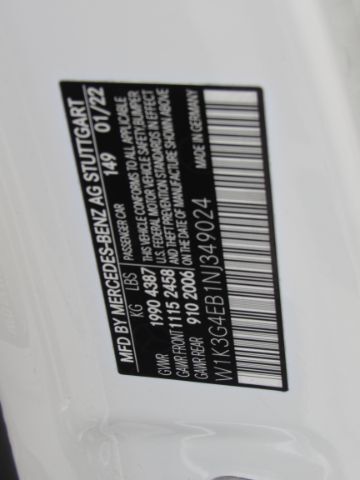 MFD BY MERCEDES-BENZ AG STUTTGART
PASSENGER CAR 149 01/22
KG LBS
GVWR 1990 4387
GAWR FRONT 1115 2458
GAWR REAR 910 2006
THIS VEHICLE CONFORMS TO ALL APPLICABLE
U.S. FEDERAL MOTOR VEHICLE SAFETY, BUMPER
AND THEFT PREVENTION STANDARDS IN EFFECT
ON THE DATE OF MANUFACTURE SHOWN ABOVE
W1K3G4EB1NJ349024 MADE IN GERMANY